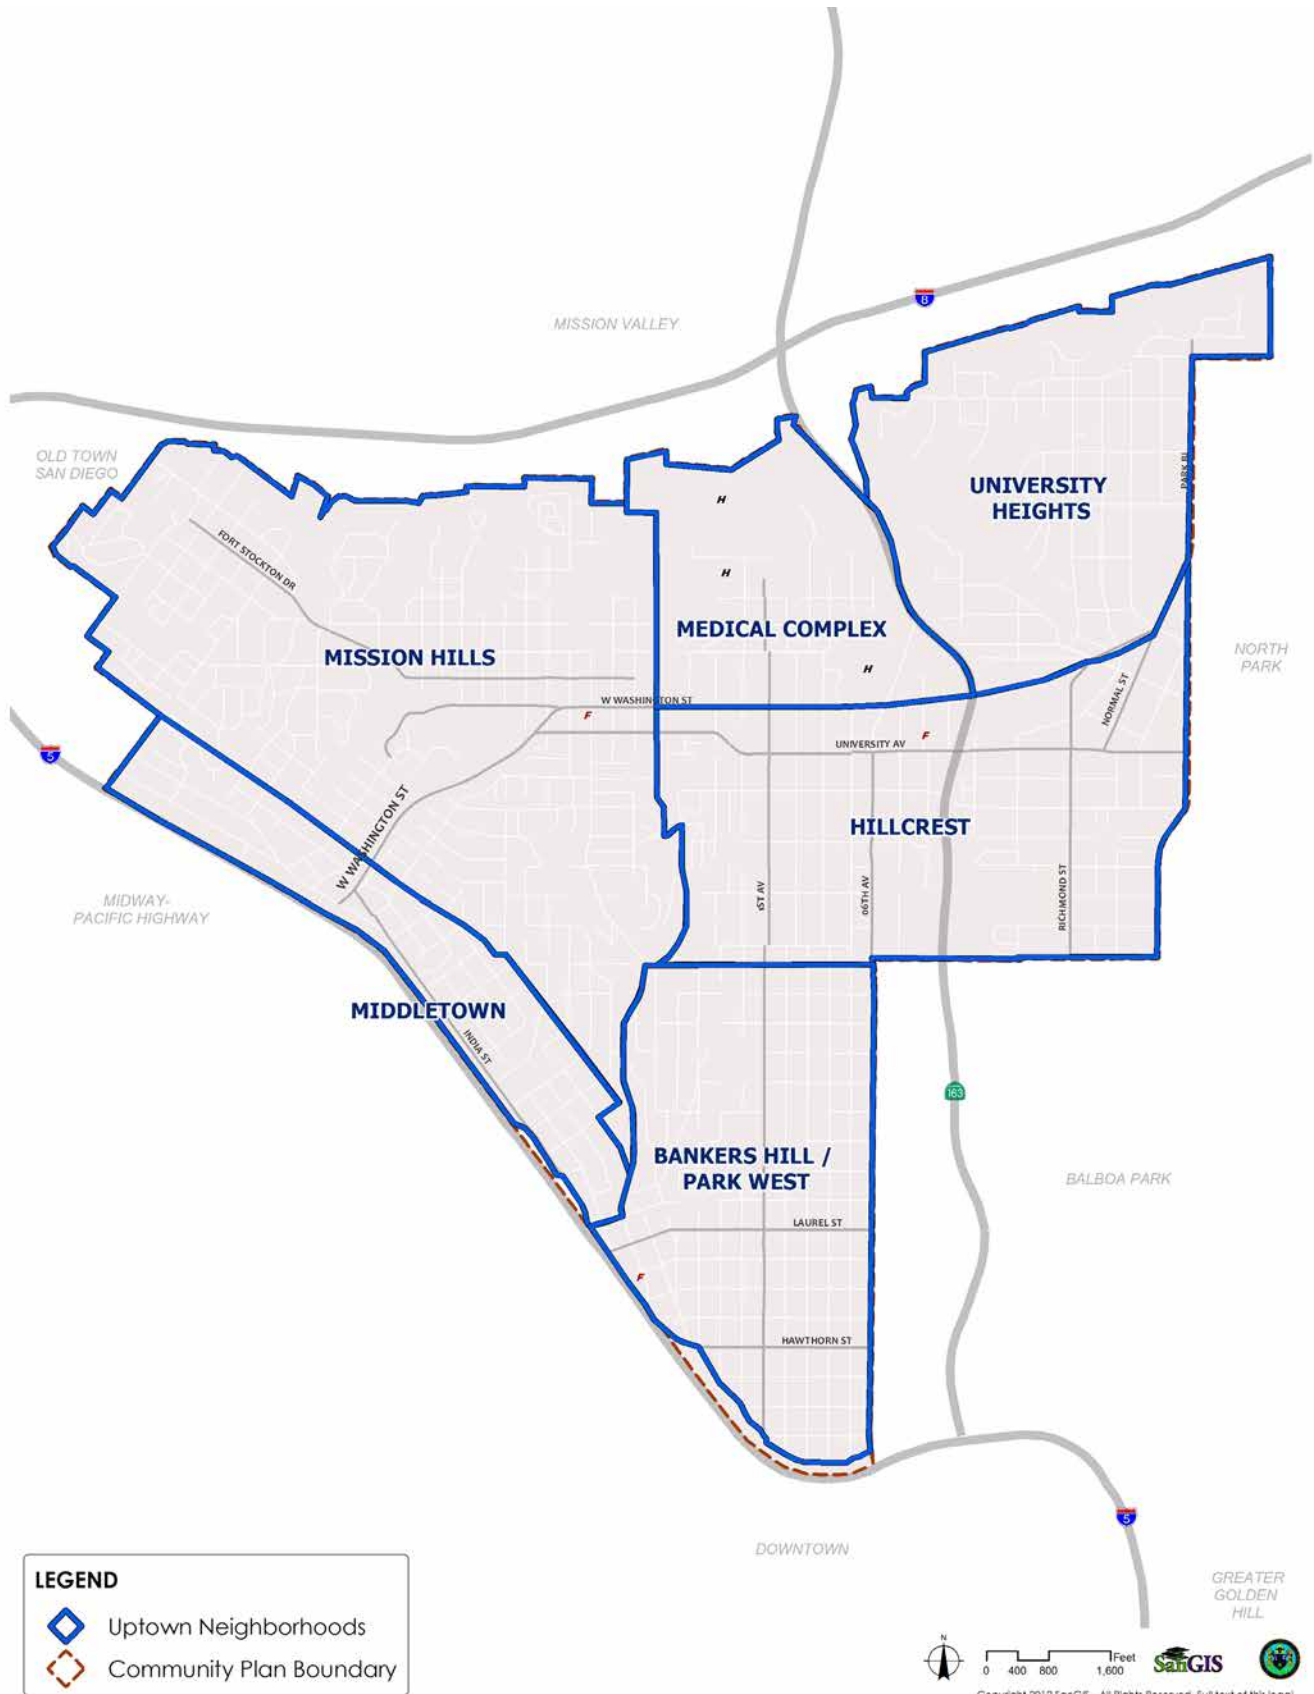 8
MISSION VALLEY
OLD TOWN
SAN DIEGO
UNIVERSITY
HEIGHTS
PARK BL
H
FORT STOCKTON DR
H
MEDICAL COMPLEX
MISSION HILLS
H
NORTH
PARK
W WASHINGTON ST
NORMAL ST
F
F
UNIVERSITY AV
5
W WASHINGTON ST
HILLCREST
1ST AV
06TH AV
RICHMOND ST
MIDWAY-
PACIFIC HIGHWAY
MIDDLETOWN
INDIA ST
163
BANKERS HILL /
PARK WEST
BALBOA PARK
LAUREL ST
F
HAWTHORN ST
5
DOWNTOWN
GREATER
GOLDEN
HILL
LEGEND
Uptown Neighborhoods
Community Plan Boundary
N
Feet
0 400 800 1,600
SanGIS